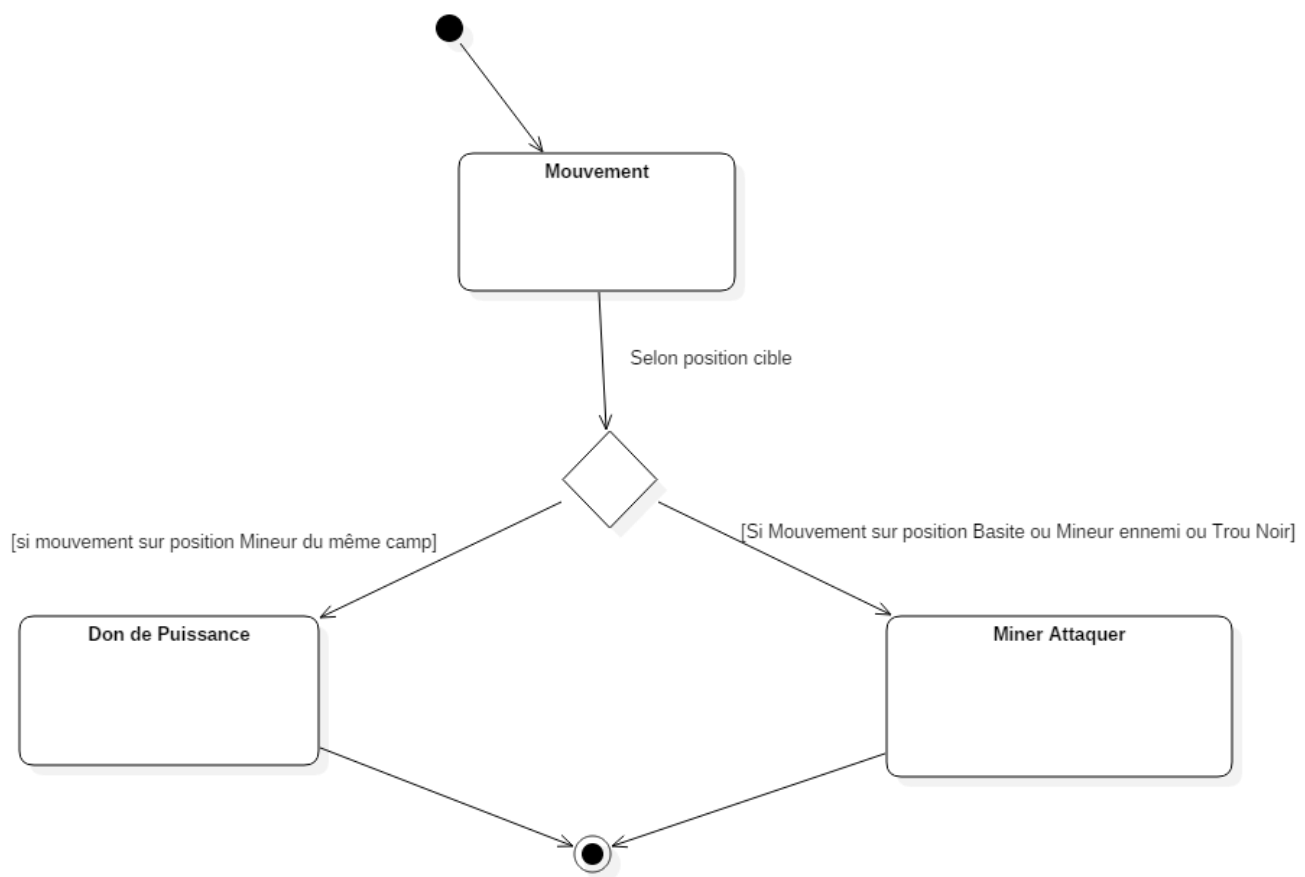 Mouvement
Selon position cible
[si mouvement sur position Mineur du même camp]
[Si Mouvement sur position Basite ou Mineur ennemi ou Trou Noir]
Don de Puissance
Miner Attaquer